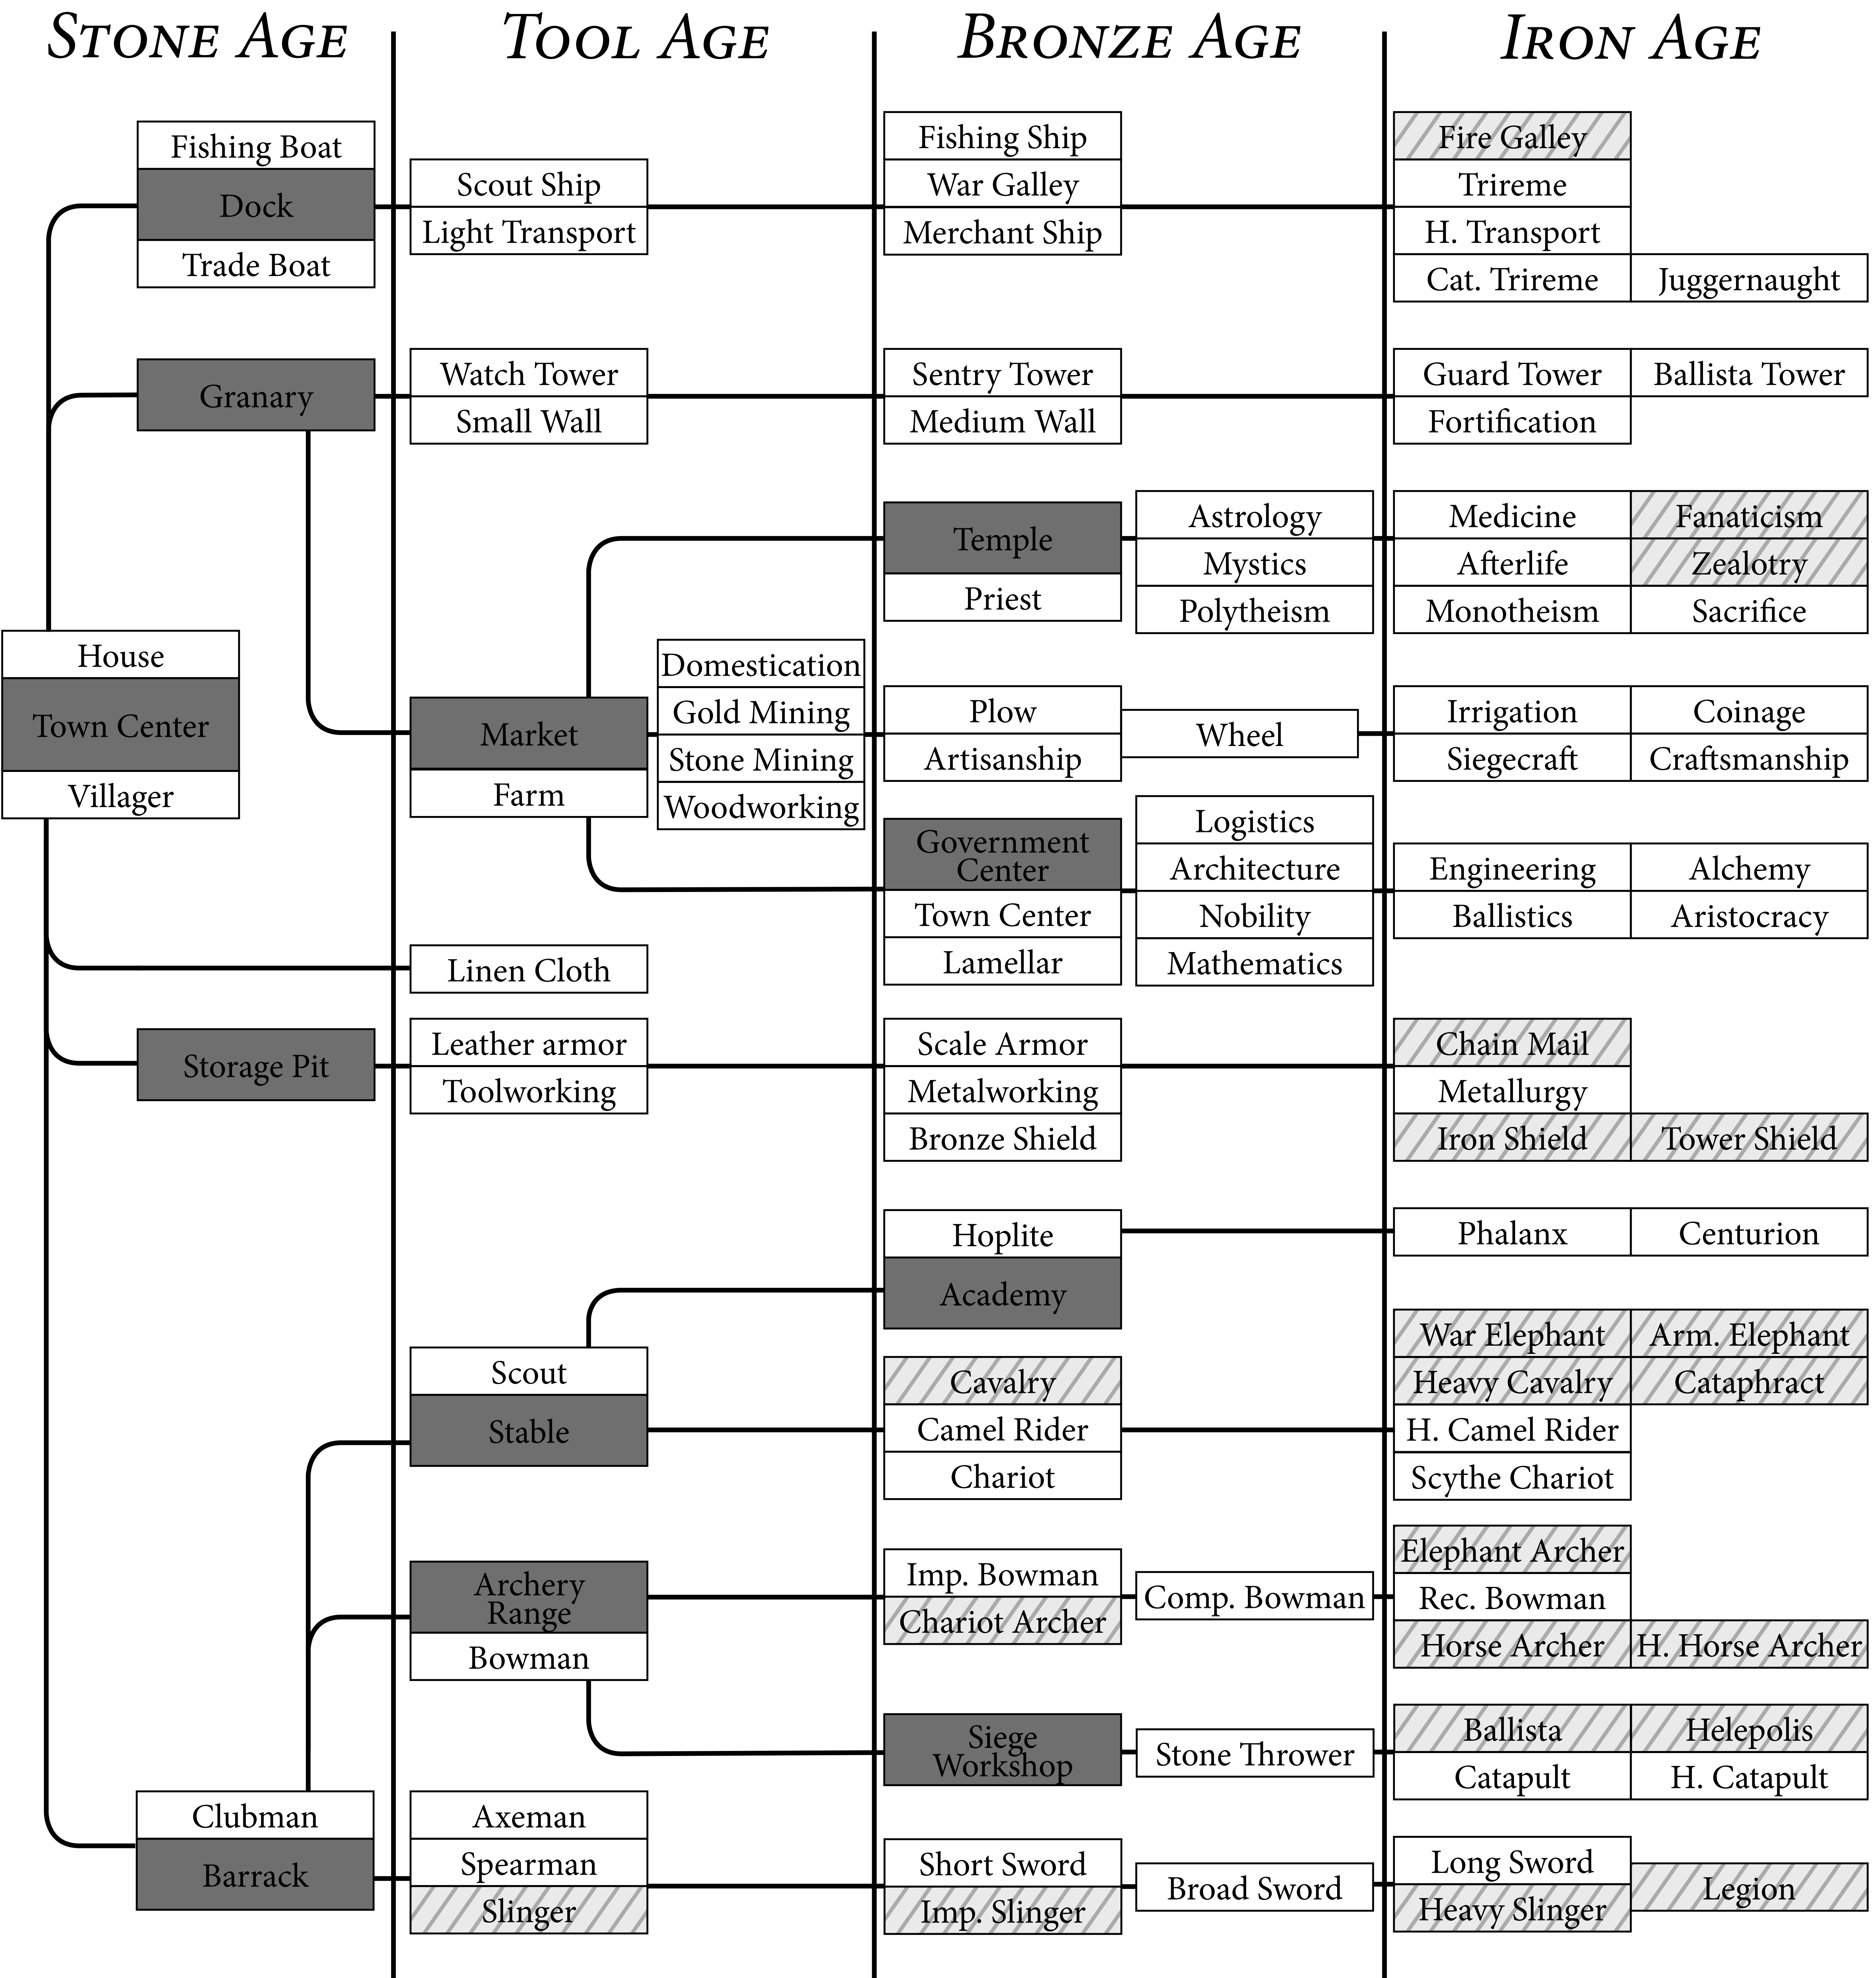 STONE AGE
TOOL AGE
BRONZE AGE
IRON AGE
Fishing Boat
Dock
Trade Boat
Scout Ship
Light Transport
Fishing Ship
War Galley
Merchant Ship
Fire Galley
Trireme
H. Transport
Cat. Trireme
Juggernaught
Granary
Watch Tower
Small Wall
Sentry Tower
Medium Wall
Guard Tower
Ballista Tower
Fortification
Temple
Priest
Astrology
Mystics
Polytheism
Medicine
Fanaticism
Afterlife
Zealotry
Monotheism
Sacrifice
House
Town Center
Villager
Market
Farm
Domestication
Gold Mining
Stone Mining
Woodworking
Plow
Artisanship
Wheel
Irrigation
Coinage
Siegecraft
Craftsmanship
Government
Center
Town Center
Lamellar
Logistics
Architecture
Nobility
Mathematics
Engineering
Alchemy
Ballistics
Aristocracy
Linen Cloth
Storage Pit
Leather armor
Toolworking
Scale Armor
Metalworking
Bronze Shield
Chain Mail
Metallurgy
Iron Shield
Tower Shield
Hoplite
Academy
Phalanx
Centurion
Scout
Stable
Cavalry
Camel Rider
Chariot
War Elephant
Arm. Elephant
Heavy Cavalry
Cataphract
H. Camel Rider
Scythe Chariot
Archery
Range
Bowman
Imp. Bowman
Chariot Archer
Comp. Bowman
Elephant Archer
Rec. Bowman
Horse Archer
H. Horse Archer
Siege
Workshop
Stone Thrower
Ballista
Helepolis
Catapult
H. Catapult
Clubman
Barrack
Axeman
Spearman
Slinger
Short Sword
Imp. Slinger
Broad Sword
Long Sword
Heavy Slinger
Legion